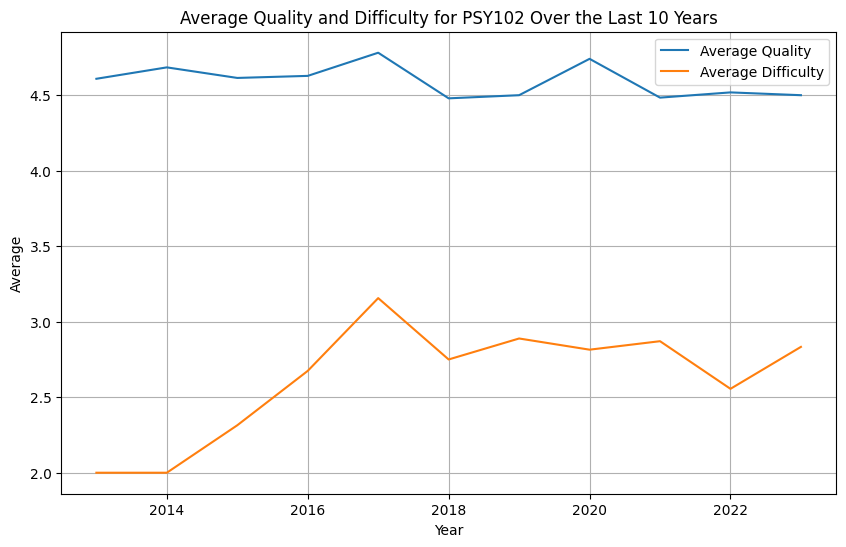 Average Quality and Difficulty for PSY102 Over the Last 10 Years
Average Quality
Average Difficulty
4.5
4.0
3.5
3.0
2.5
2.0
Average
2014
2016
2018
2020
2022
Year